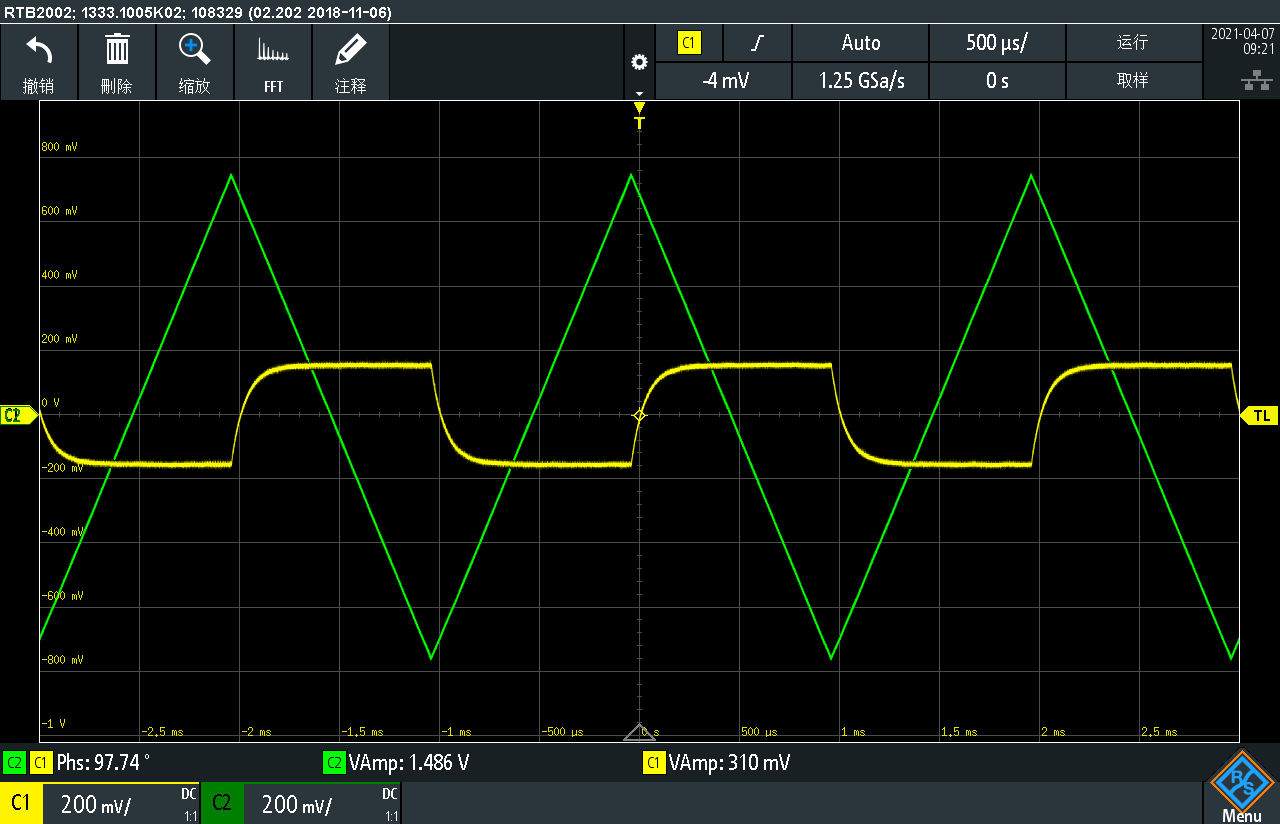 RTB2002; 1333.1005K02; 108329 (02.202 2018-11-06)
撤销 刪除 缩放 FFT 注释
C1 Auto 500 µs/ 运行
-4 mV 1.25 GSa/s 0 s 取样
2021-04-07
09:21
T
800 mV
600 mV
400 mV
200 mV
0 V
C2 TL
-200 mV
-400 mV
-600 mV
-800 mV
-1 V
-2,5 ms -2 ms -1,5 ms -1 ms -500 µs 0 s 500 µs 1 ms 1,5 ms 2 ms 2,5 ms
C2 C1 Phs: 97.74 ° C2 VAmp: 1.486 V C1 VAmp: 310 mV
C1 200 mV/ DC 1:1 C2 200 mV/ DC 1:1
R S
Menu